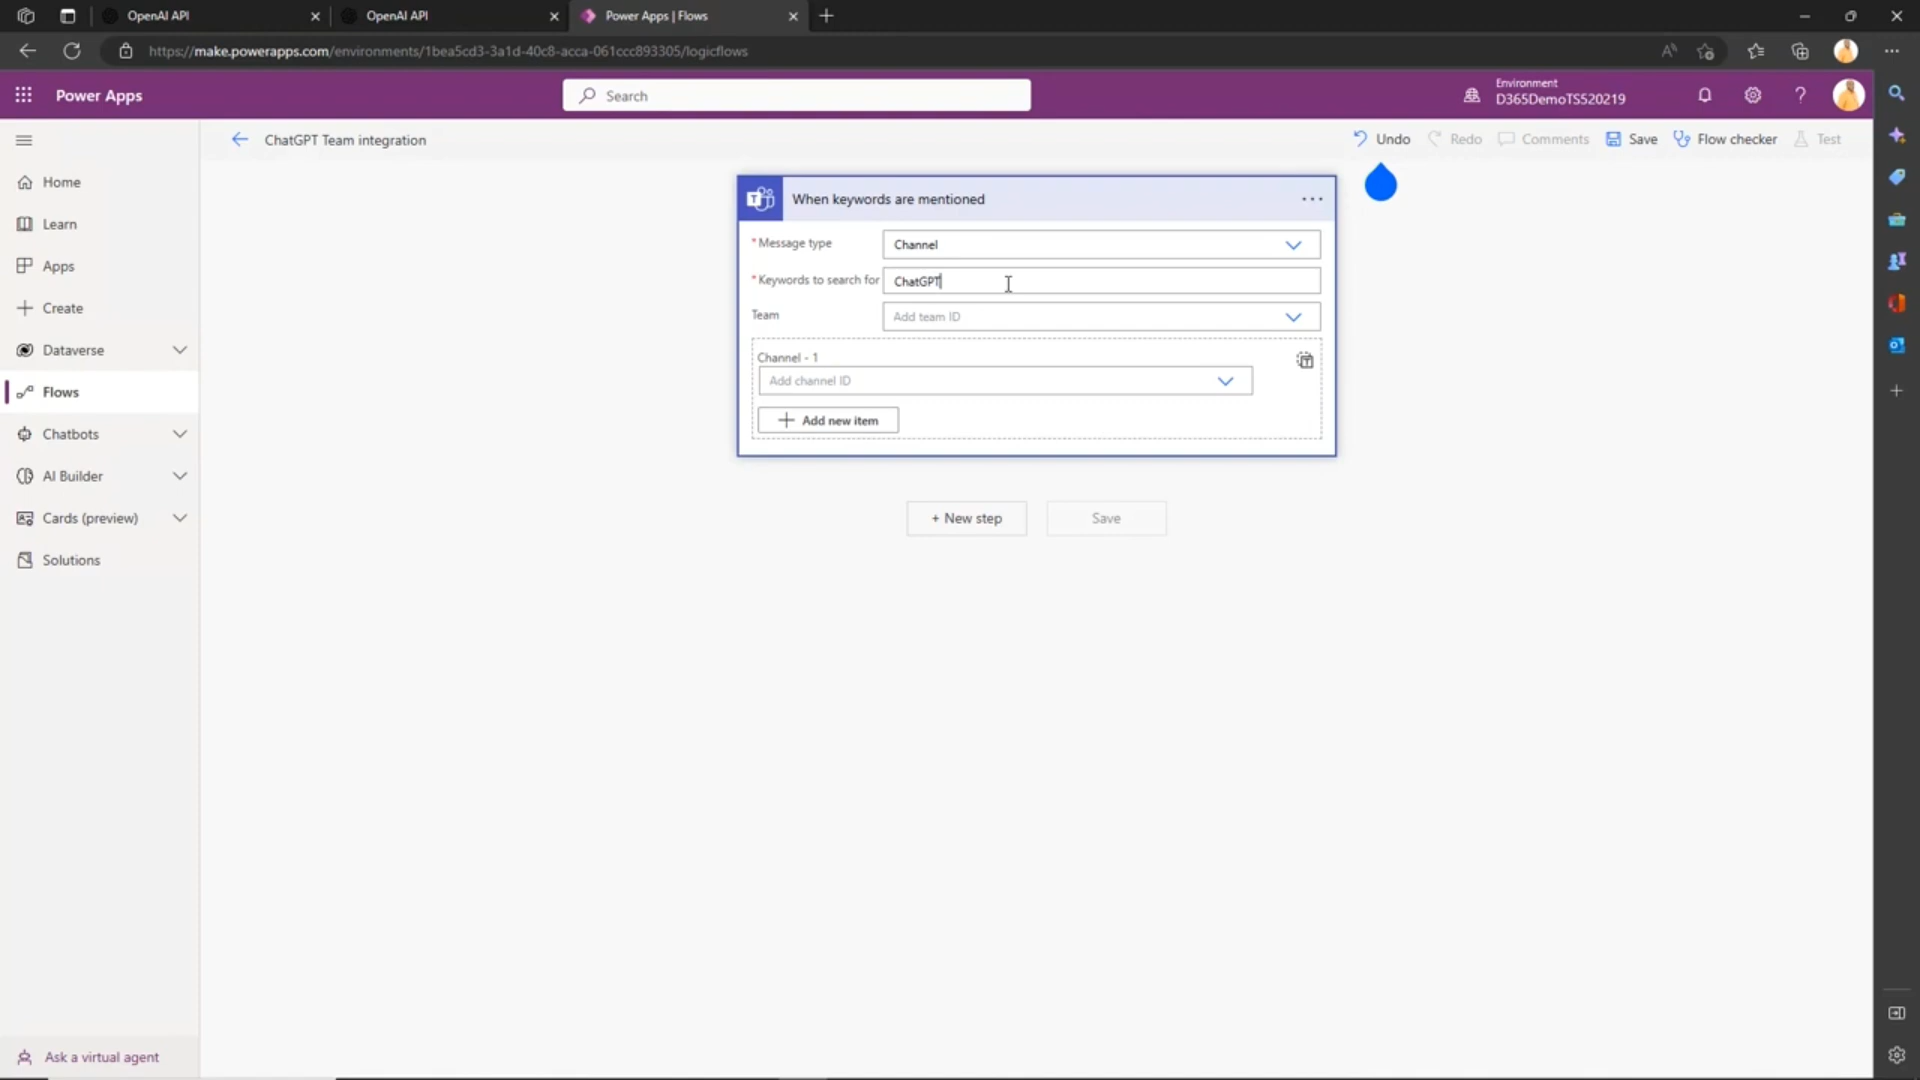 OpenAI API
OpenAI API
Power Apps | Flows
https://make.powerapps.com/environments/1bea5cd3-3a1d-40c8-acca-061ccc893305/logicflows
Power Apps
Search
Environment
D365DemoTS520219
ChatGPT Team integration
Undo
Redo
Comments
Save
Flow checker
Test
Home
Learn
Apps
Create
Dataverse
Flows
Chatbots
AI Builder
Cards (preview)
Solutions
Ask a virtual agent
When keywords are mentioned
* Message type
Channel
* Keywords to search for
ChatGPT
Team
Add team ID
Channel - 1
Add channel ID
Add new item
+ New step
Save